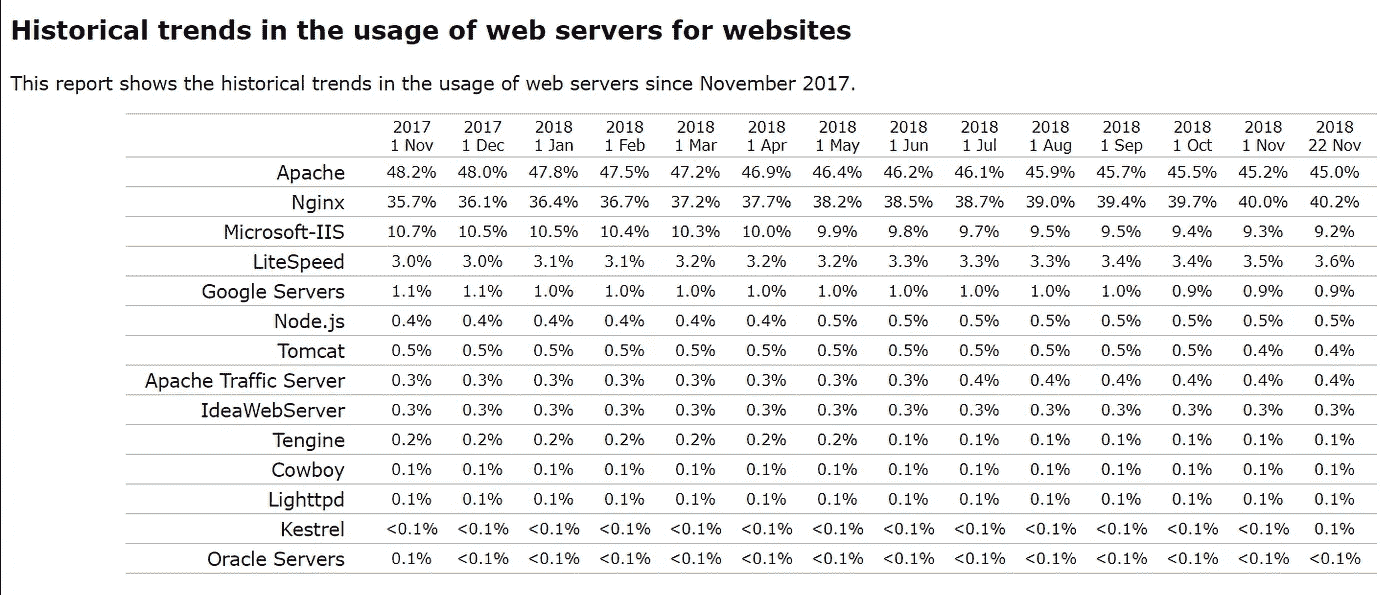 Historical trends in the usage of web servers for websites
This report shows the historical trends in the usage of web servers since November 2017.
2017 2017 2018 2018 2018 2018 2018 2018 2018 2018 2018 2018 2018 2018
1 Nov 1 Dec 1 Jan 1 Feb 1 Mar 1 Apr 1 May 1 Jun 1 Jul 1 Aug 1 Sep 1 Oct 1 Nov 22 Nov
Apache 48.2% 48.0% 47.8% 47.5% 47.2% 46.9% 46.4% 46.2% 46.1% 45.9% 45.7% 45.5% 45.2% 45.0%
Nginx 35.7% 36.1% 36.4% 36.7% 37.2% 37.7% 38.2% 38.5% 38.7% 39.0% 39.4% 39.7% 40.0% 40.2%
Microsoft-IIS 10.7% 10.5% 10.5% 10.4% 10.3% 10.0% 9.9% 9.8% 9.7% 9.5% 9.5% 9.4% 9.3% 9.2%
LiteSpeed 3.0% 3.0% 3.1% 3.1% 3.2% 3.2% 3.2% 3.3% 3.3% 3.3% 3.4% 3.4% 3.5% 3.6%
Google Servers 1.1% 1.1% 1.0% 1.0% 1.0% 1.0% 1.0% 1.0% 1.0% 1.0% 1.0% 0.9% 0.9% 0.9%
Node.js 0.4% 0.4% 0.4% 0.4% 0.4% 0.4% 0.5% 0.5% 0.5% 0.5% 0.5% 0.5% 0.5% 0.5%
Tomcat 0.5% 0.5% 0.5% 0.5% 0.5% 0.5% 0.5% 0.5% 0.5% 0.5% 0.5% 0.5% 0.4% 0.4%
Apache Traffic Server 0.3% 0.3% 0.3% 0.3% 0.3% 0.3% 0.3% 0.3% 0.4% 0.4% 0.4% 0.4% 0.4% 0.4%
IdeaWebServer 0.3% 0.3% 0.3% 0.3% 0.3% 0.3% 0.3% 0.3% 0.3% 0.3% 0.3% 0.3% 0.3% 0.3%
Tengine 0.2% 0.2% 0.2% 0.2% 0.2% 0.2% 0.2% 0.1% 0.1% 0.1% 0.1% 0.1% 0.1% 0.1%
Cowboy 0.1% 0.1% 0.1% 0.1% 0.1% 0.1% 0.1% 0.1% 0.1% 0.1% 0.1% 0.1% 0.1% 0.1%
Lighttpd 0.1% 0.1% 0.1% 0.1% 0.1% 0.1% 0.1% 0.1% 0.1% 0.1% 0.1% 0.1% 0.1% 0.1%
Kestrel <0.1% <0.1% <0.1% <0.1% <0.1% <0.1% <0.1% <0.1% <0.1% <0.1% <0.1% <0.1% <0.1% 0.1%
Oracle Servers 0.1% <0.1% <0.1% <0.1% <0.1% <0.1% <0.1% <0.1% <0.1% <0.1% <0.1% <0.1% <0.1% <0.1%